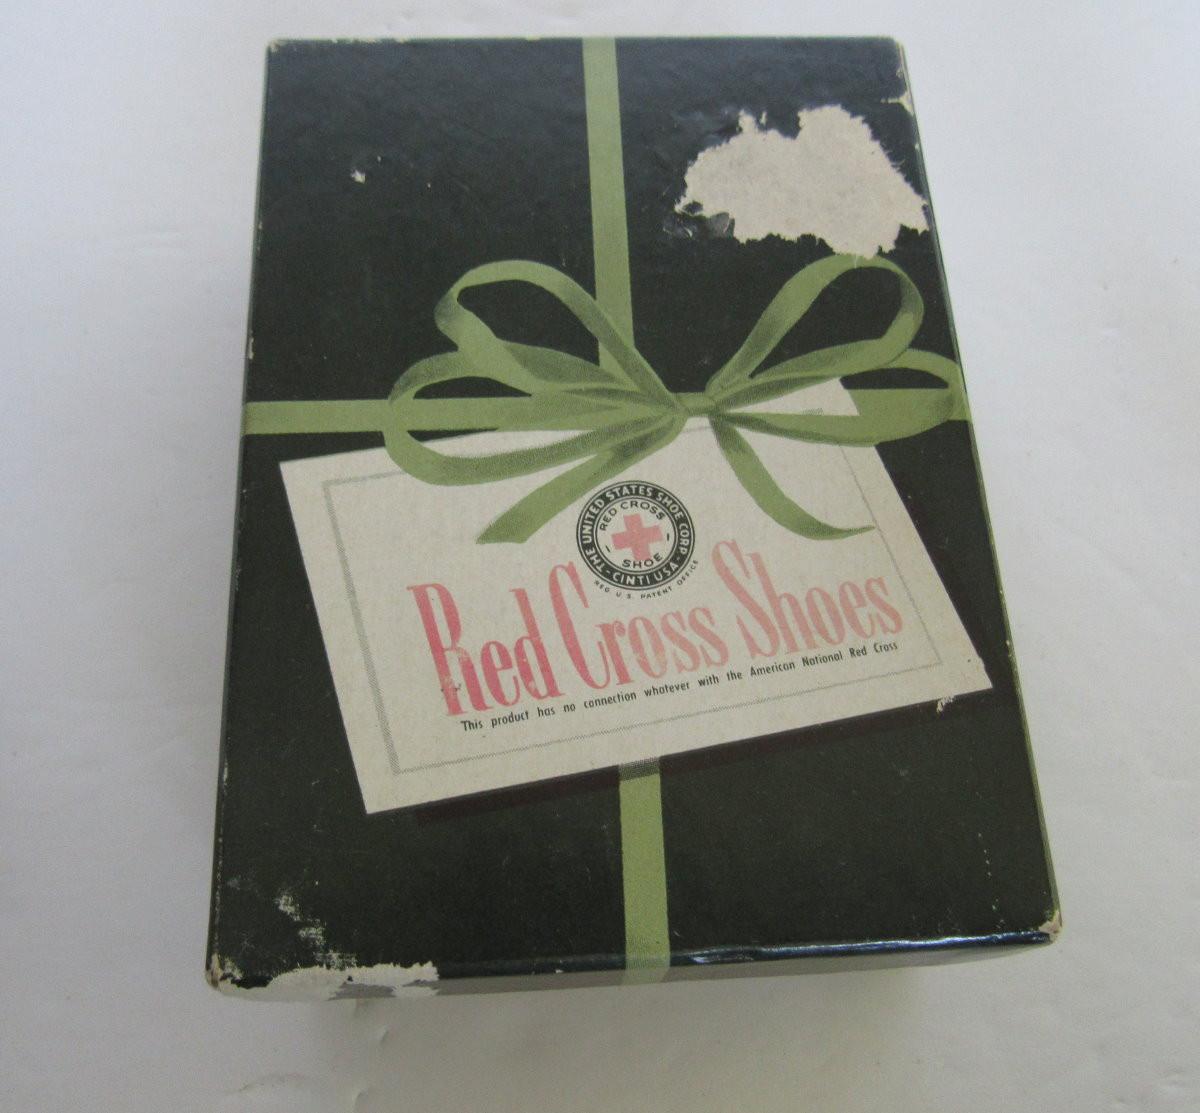 THE UNITED STATES SHOE CORP
RED CROSS
SHOE
CINTI USA
REG U.S. PATENT OFFICE
Red Cross Shoes
This product has no connection whatever with the American National Red Cross